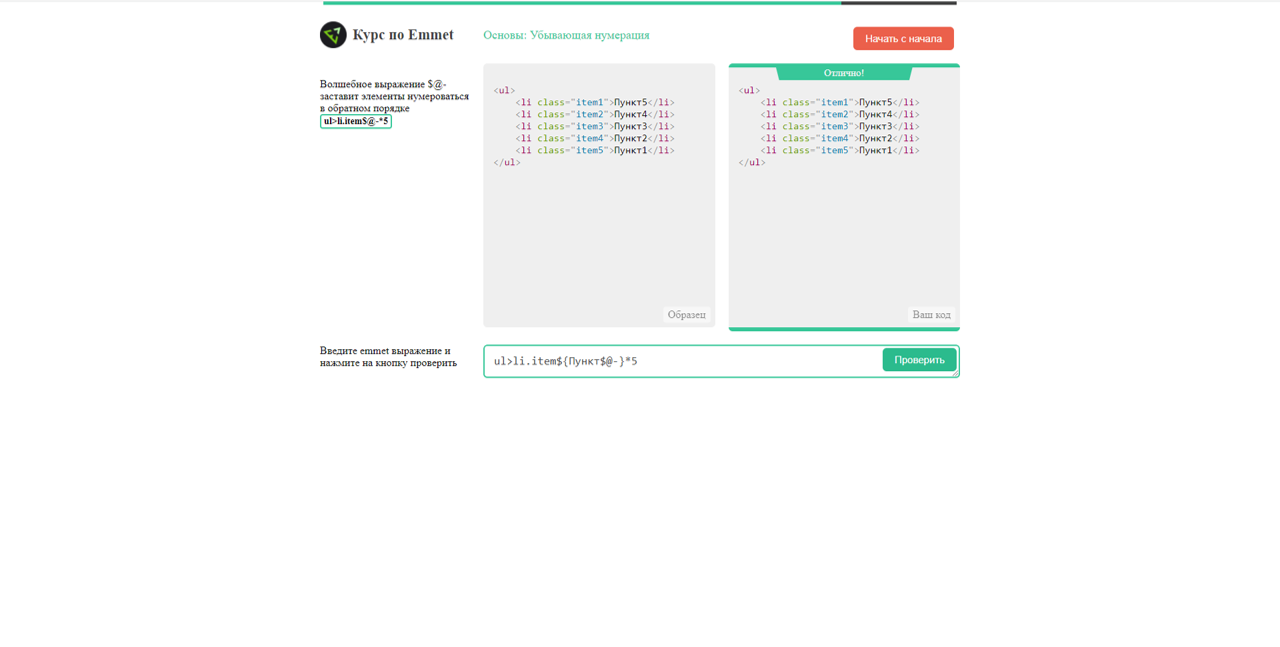 Курс по Emmet
Основы: Убывающая нумерация
Начать с начала
Волшебное выражение $@-
заставит элементы нумероваться
в обратном порядке
ul>li.item$@-*5
<ul>
    <li class="item1">Пункт5</li>
    <li class="item2">Пункт4</li>
    <li class="item3">Пункт3</li>
    <li class="item4">Пункт2</li>
    <li class="item5">Пункт1</li>
</ul>
Образец
Отлично!
<ul>
    <li class="item1">Пункт5</li>
    <li class="item2">Пункт4</li>
    <li class="item3">Пункт3</li>
    <li class="item4">Пункт2</li>
    <li class="item5">Пункт1</li>
</ul>
Ваш код
Введите emmet выражение и
нажмите на кнопку проверить
ul>li.item${Пункт$@-}*5
Проверить